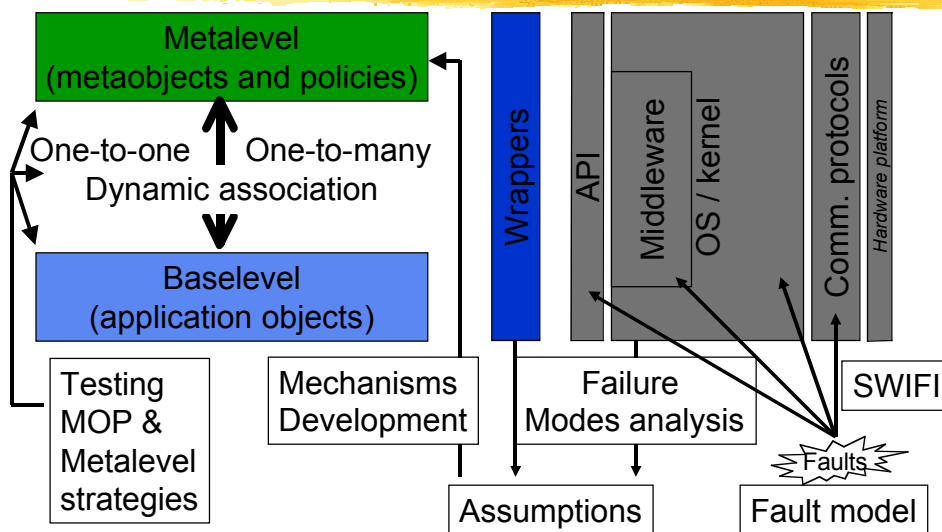 Metalevel
(metaobjects and policies)
One-to-one
One-to-many
Dynamic association
Baselevel
(application objects)
Testing
MOP &
Metalevel
strategies
Mechanisms
Development
Wrappers
API
Middleware
OS / kernel
Comm. protocols
Hardware platform
Failure
Modes analysis
SWIFI
Faults
Assumptions
Fault model